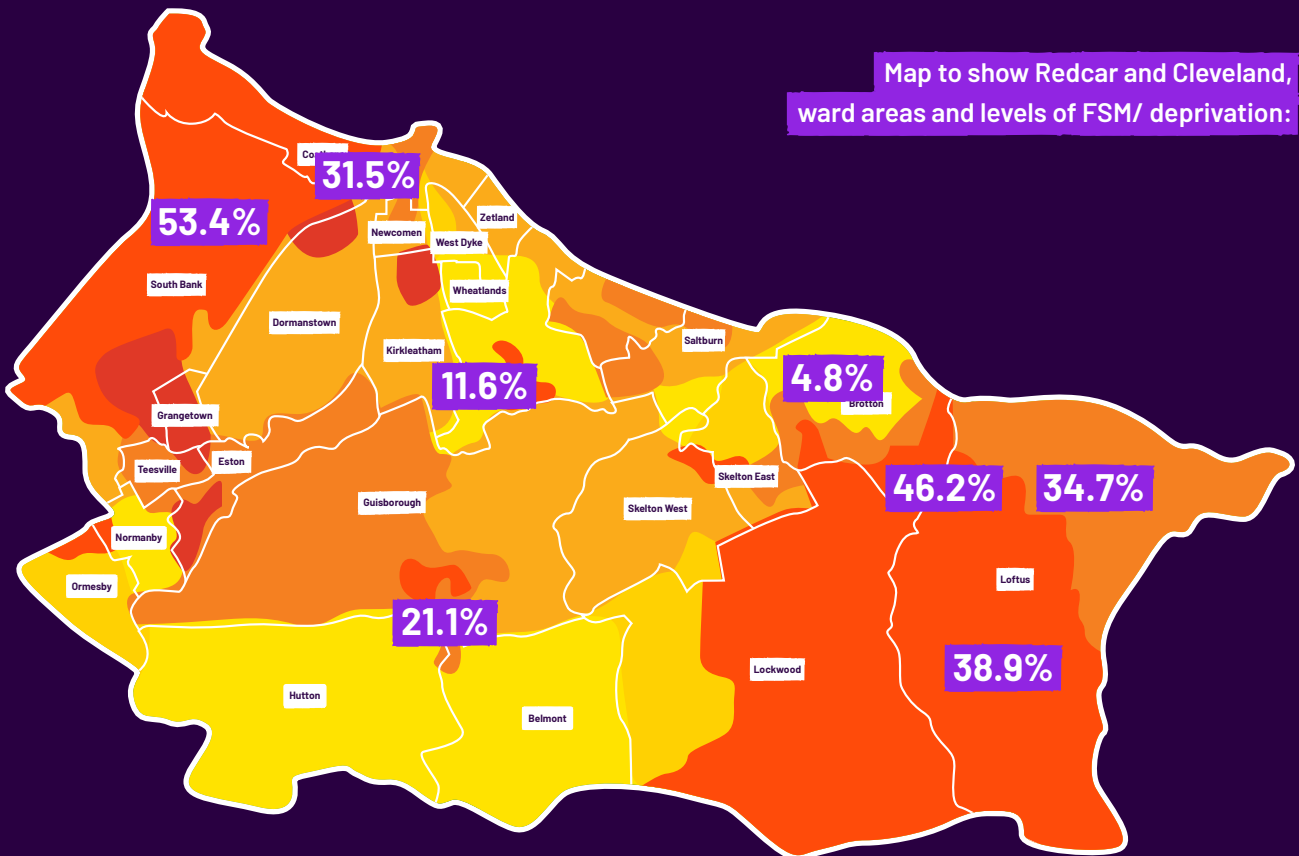 Map to show Redcar and Cleveland,
ward areas and levels of FSM/ deprivation:
31.5%
53.4%
Zetland
Newcomen
West Dyke
South Bank
Wheatlands
Dormanstown
Saltburn
Kirkleatham
11.6%
4.8%
Brotton
Grangetown
Eston
Teesville
Skelton East
46.2%
34.7%
Guisborough
Skelton West
Normanby
Loftus
Ormesby
21.1%
Lockwood
38.9%
Hutton
Belmont